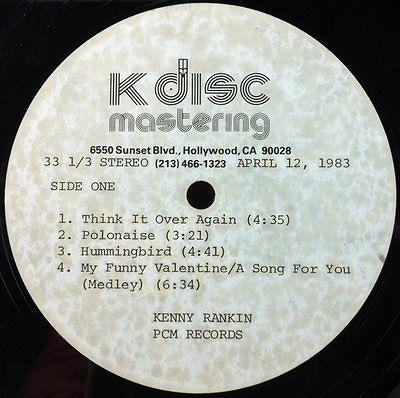 K disc
mastering
6550 Sunset Blvd., Hollywood, CA 90028
33 1/3 STEREO (213) 466-1323 APRIL 12, 1983
SIDE ONE
1. Think It Over Again (4:35)
2. Polonaise (3:21)
3. Hummingbird (4:41)
4. My Funny Valentine/A Song For You
(Medley) (6:34)
KENNY RANKIN
PCM RECORDS